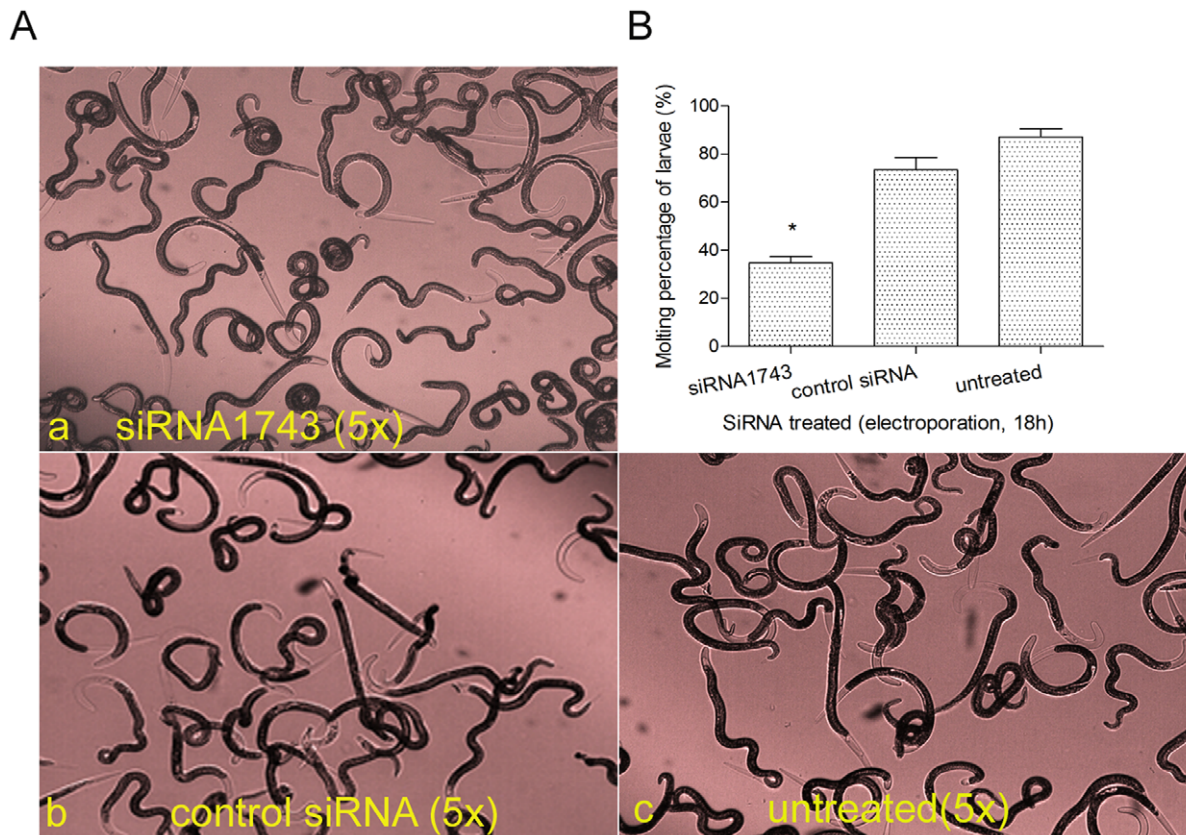 A
B
a siRNA1743 (5x)
Molting percentage of larvae (%)
100
80
60
40
20
0
*
siRNA1743
control siRNA
untreated
SiRNA treated (electroporation, 18h)
b control siRNA (5x)
c untreated(5x)